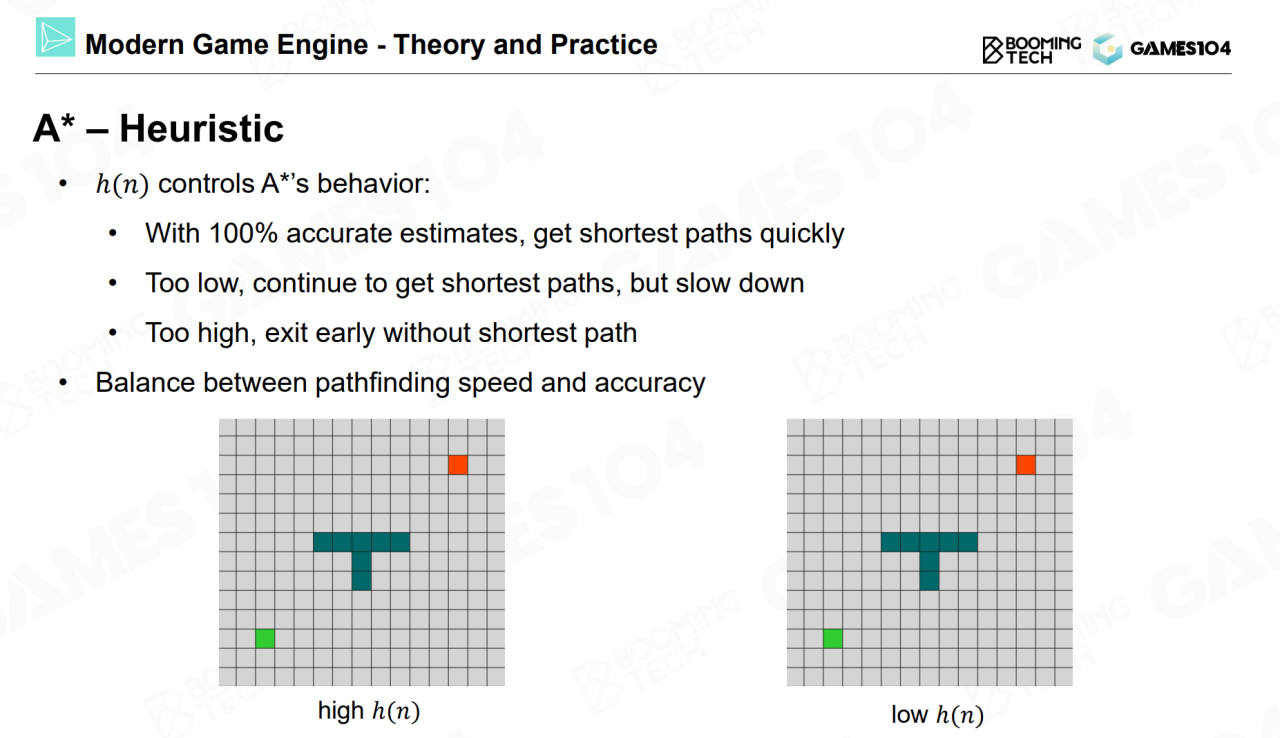 Modern Game Engine - Theory and Practice
BOOMING
TECH
GAMES104
A* – Heuristic
• h(n) controls A*’s behavior:
• With 100% accurate estimates, get shortest paths quickly
• Too low, continue to get shortest paths, but slow down
• Too high, exit early without shortest path
• Balance between pathfinding speed and accuracy
high h(n)
low h(n)